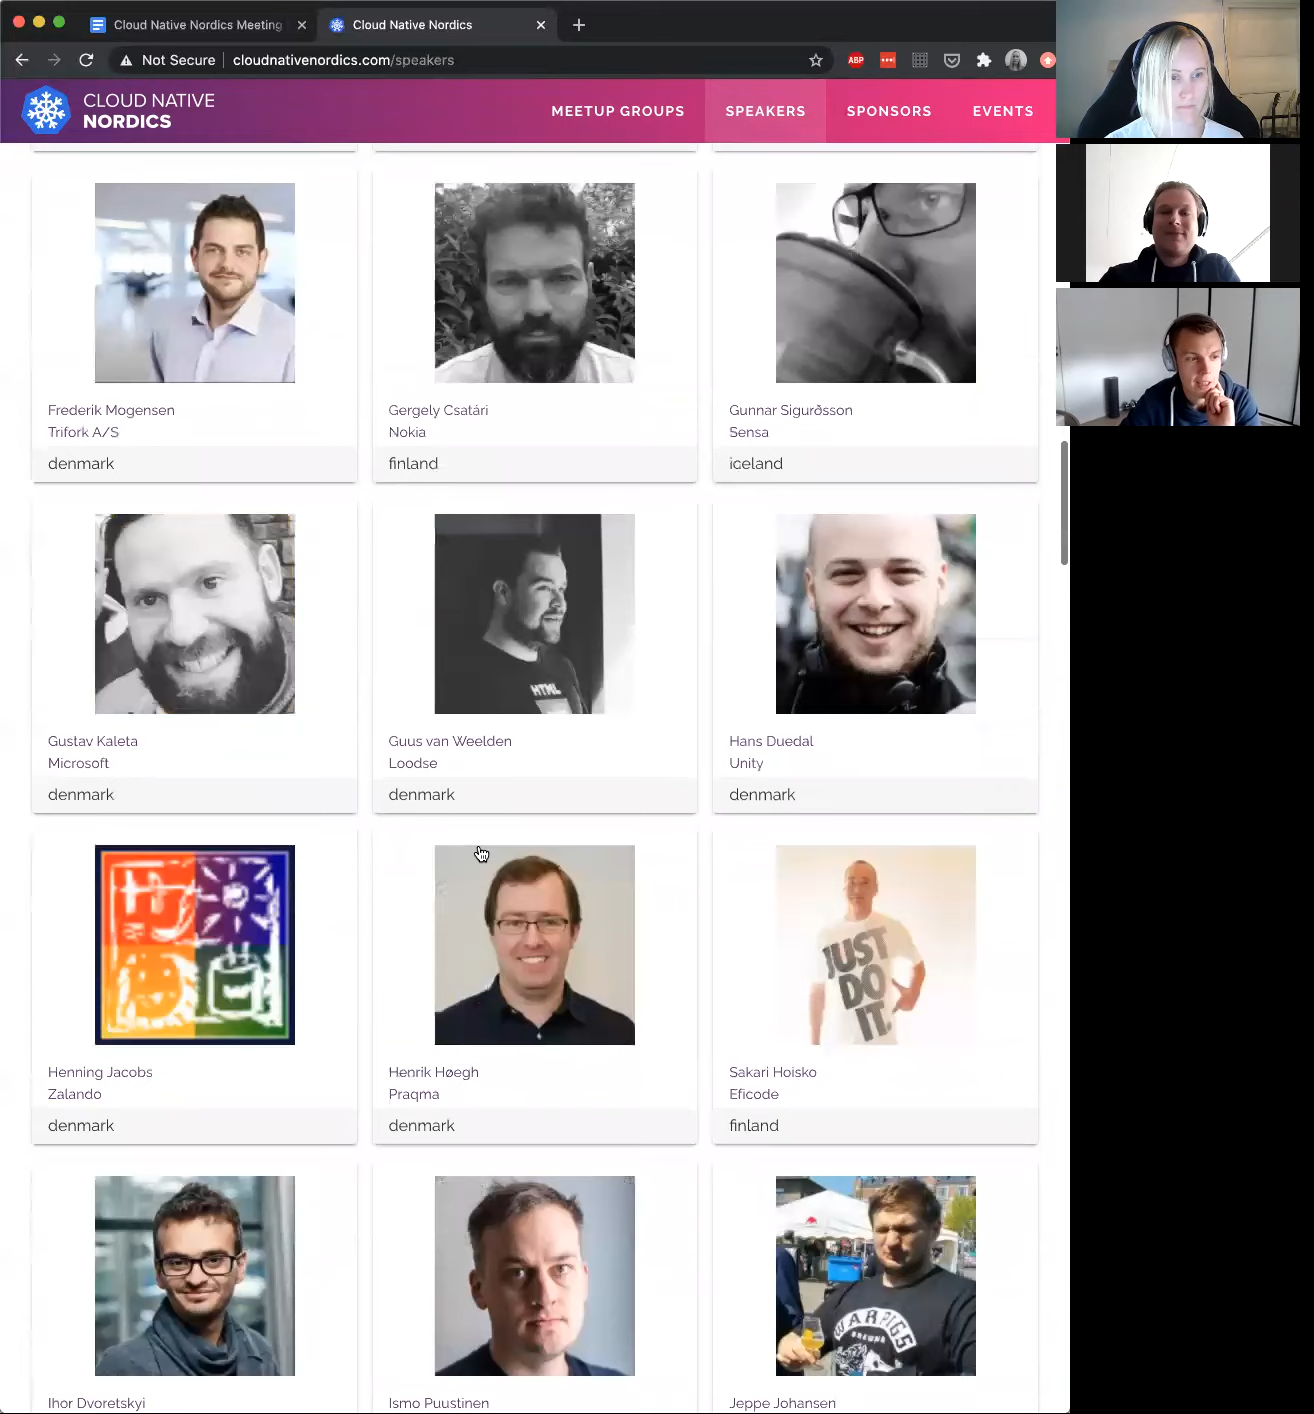 Cloud Native Nordics Meeting
Cloud Native Nordics
Not Secure
cloudnativenordics.com/speakers
ABP
CLOUD NATIVE
NORDICS
MEETUP GROUPS
SPEAKERS
SPONSORS
EVENTS
Frederik Mogensen
Trifork A/S
denmark
Gergely Csatári
Nokia
finland
Gunnar Sigurðsson
Sensa
iceland
Gustav Kaleta
Microsoft
denmark
HTML
Guus van Weelden
Loodse
denmark
Hans Duedal
Unity
denmark
Henning Jacobs
Zalando
denmark
Henrik Høegh
Praqma
denmark
JUST
DO
IT.
Sakari Hoisko
Eficode
finland
Ihor Dvoretskyi
Ismo Puustinen
WARPIGS
Jeppe Johansen